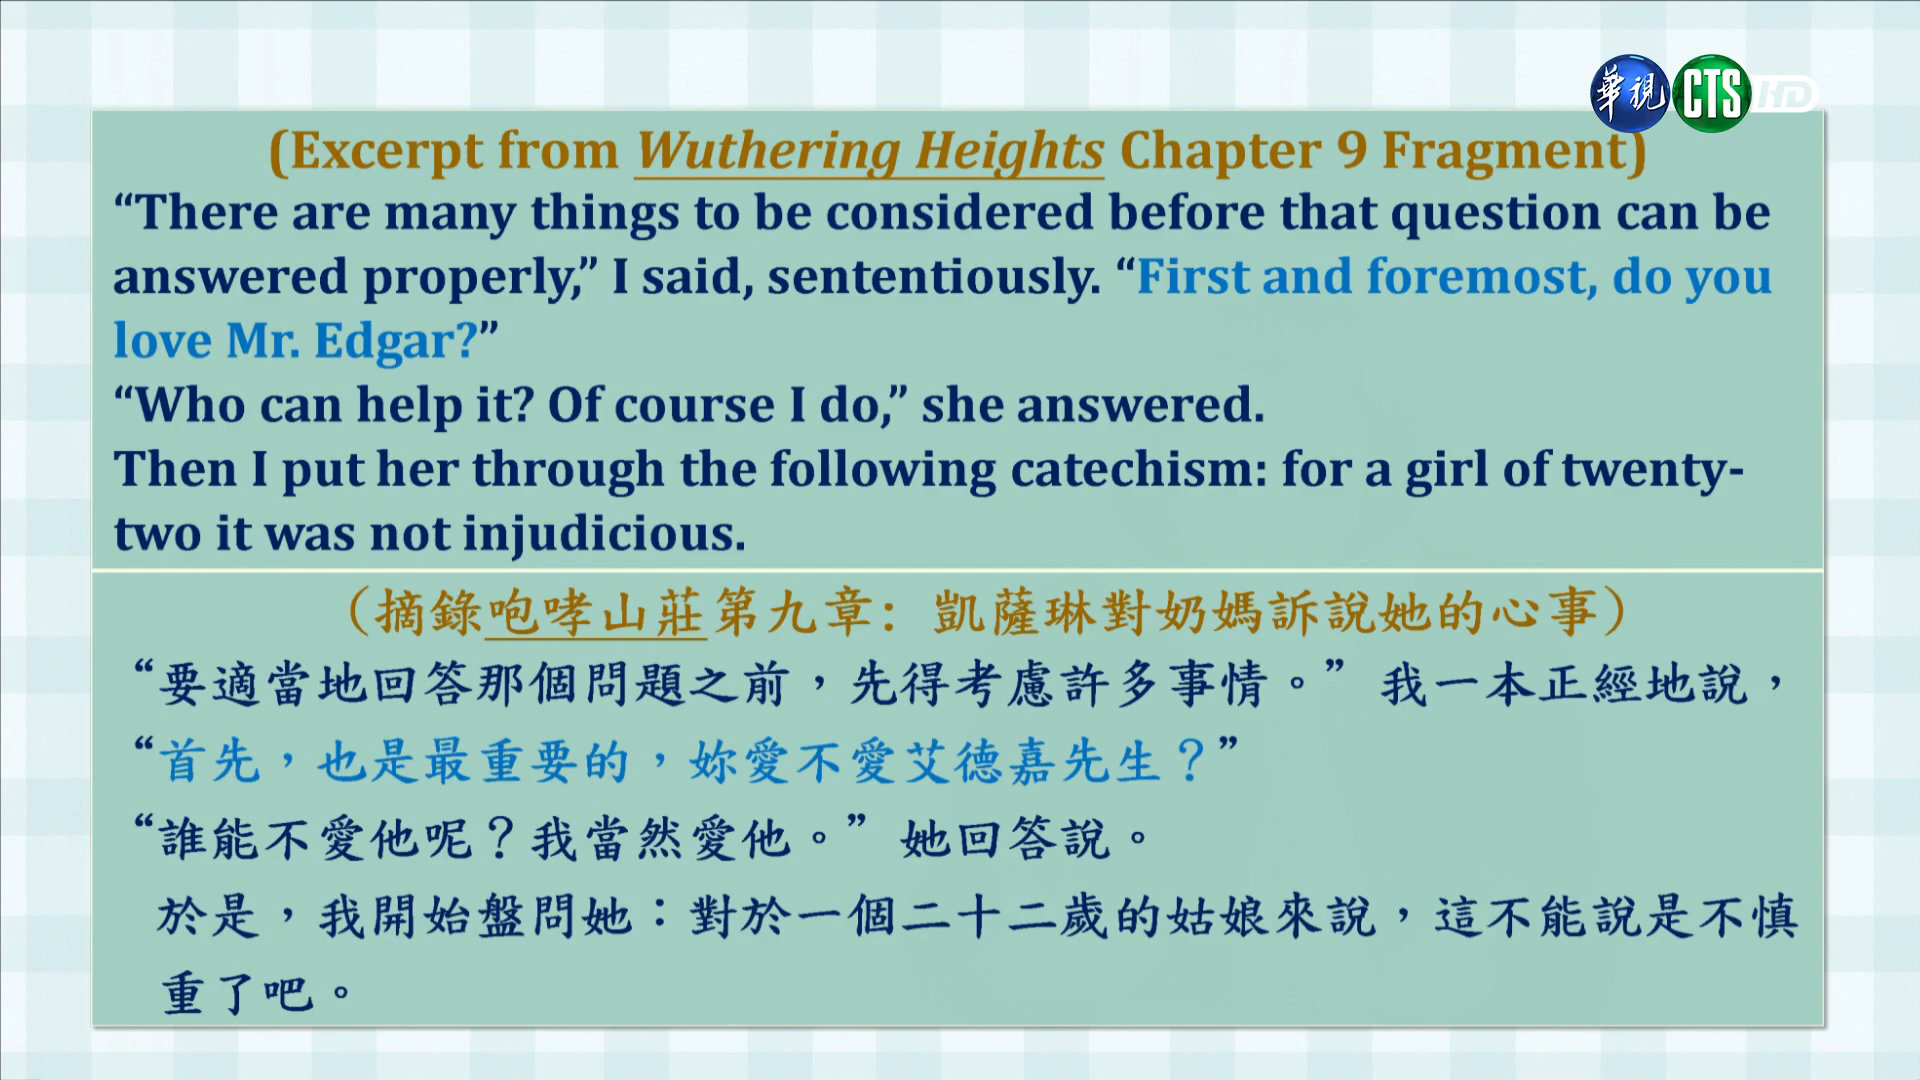 華視 CTS HD
(Excerpt from Wuthering Heights Chapter 9 Fragment)
“There are many things to be considered before that question can be
answered properly,” I said, sententiously. “First and foremost, do you
love Mr. Edgar?”
“Who can help it? Of course I do,” she answered.
Then I put her through the following catechism: for a girl of twenty-
two it was not injudicious.
（摘錄咆哮山莊第九章：凱薩琳對奶媽訴說她的心事）
“要適當地回答那個問題之前，先得考慮許多事情。”我一本正經地說，
“首先，也是最重要的，妳愛不愛艾德嘉先生？”
“誰能不愛他呢？我當然愛他。”她回答說。
於是，我開始盤問她：對於一個二十二歲的姑娘來說，這不能說是不慎
重了吧。